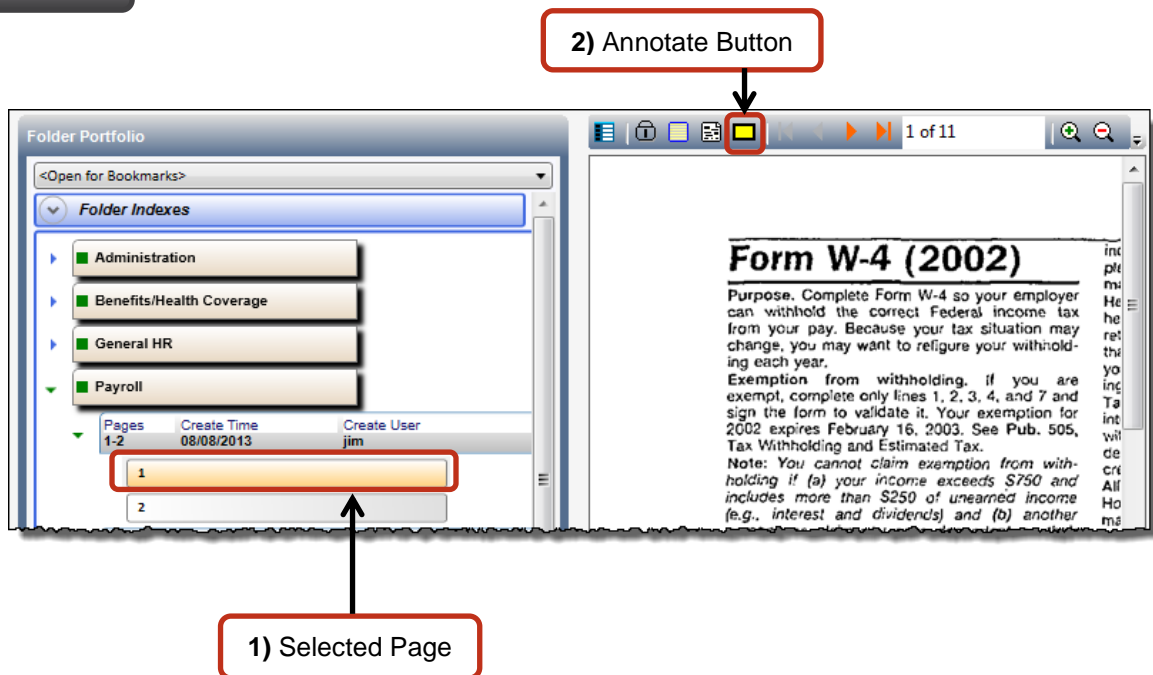 2) Annotate Button
Folder Portfolio
1 of 11
<Open for Bookmarks>
Folder Indexes
Administration
Benefits/Health Coverage
General HR
Payroll
Pages Create Time Create User
1-2 08/08/2013 jim
1
2
Form W-4 (2002)
Purpose. Complete Form W-4 so your employer
can withhold the correct Federal income tax
from your pay. Because your tax situation may
change, you may want to refigure your withhold-
ing each year.
Exemption from withholding. If you are
exempt, complete only lines 1, 2, 3, 4, and 7 and
sign the form to validate it. Your exemption for
2002 expires February 16, 2003. See Pub. 505,
Tax Withholding and Estimated Tax.
Note: You cannot claim exemption from with-
holding if (a) your income exceeds $750 and
includes more than $250 of unearned income
(e.g., interest and dividends) and (b) another
1) Selected Page